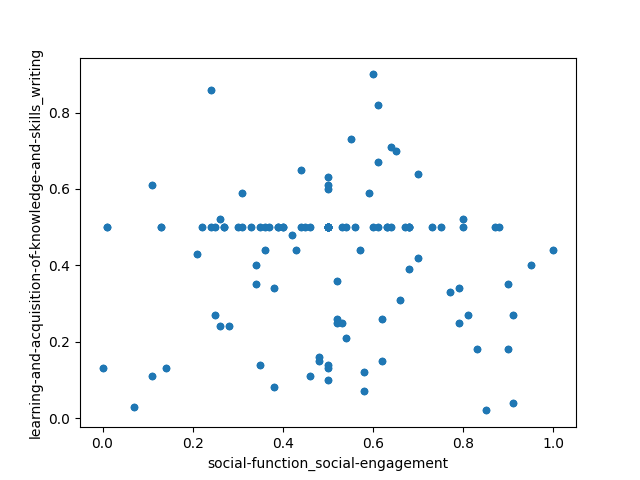 learning-and-acquisition-of-knowledge-and-skills_writing
0.8
0.6
0.4
0.2
0.0
0.0 0.2 0.4 0.6 0.8 1.0
social-function_social-engagement